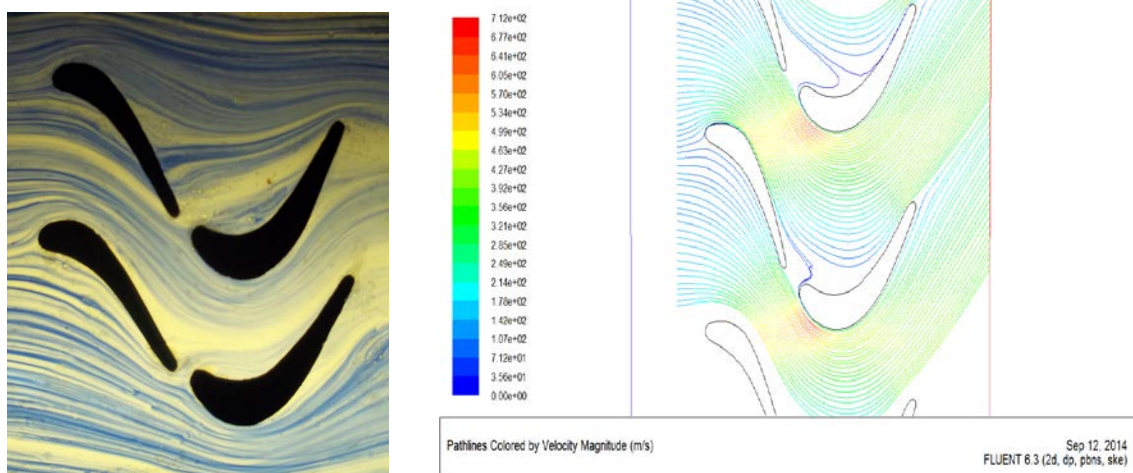 7.12e+02
6.77e+02
6.41e+02
6.05e+02
5.70e+02
5.34e+02
4.99e+02
4.63e+02
4.27e+02
3.92e+02
3.56e+02
3.21e+02
2.85e+02
2.49e+02
2.14e+02
1.78e+02
1.42e+02
1.07e+02
7.12e+01
3.56e+01
0.00e+00
Pathlines Colored by Velocity Magnitude (m/s)
Sep 12, 2014
FLUENT 6.3 (2d, dp, pbns, ske)